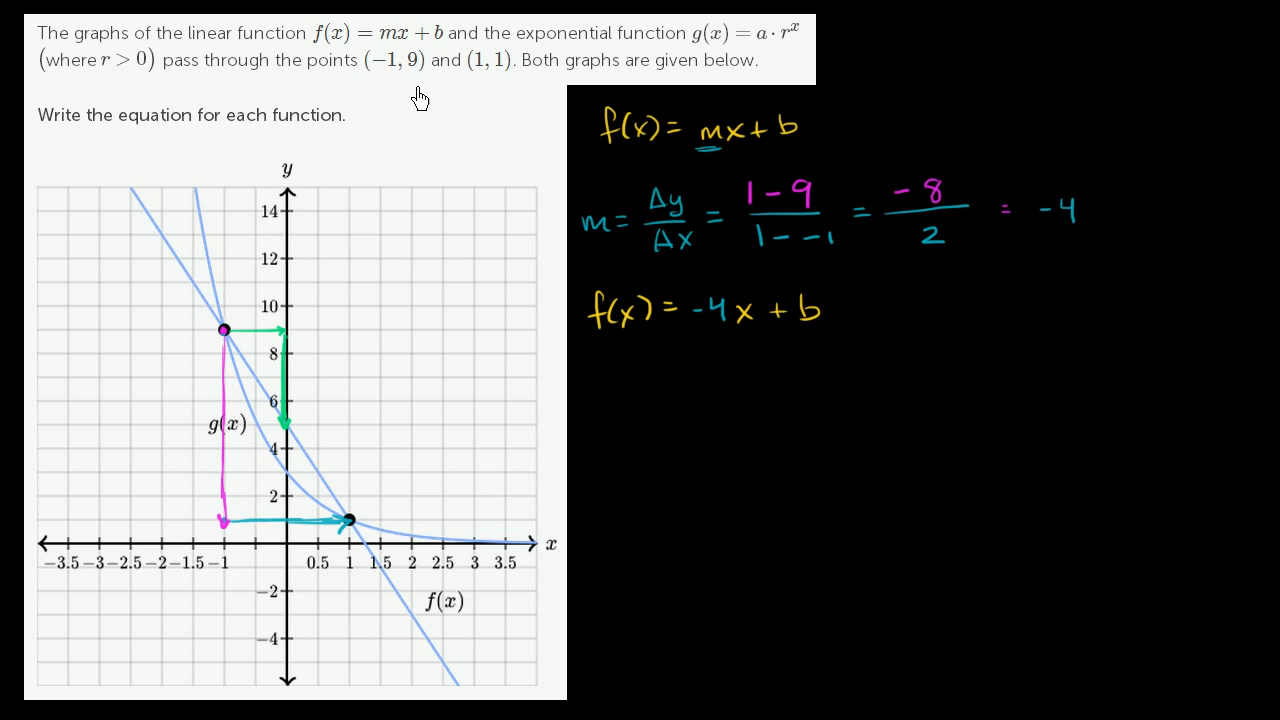 The graphs of the linear function f(x) = mx + b and the exponential function g(x) = a · r^x
(where r > 0) pass through the points (−1, 9) and (1, 1). Both graphs are given below.
Write the equation for each function.
f(x) = mx + b
m = Δy/Δx = 1 - 9 / 1 - -1 = -8 / 2 = -4
f(x) = -4x + b
y
14
12
10
8
6
g(x)
4
2
x
−3.5 −3 −2.5 −2 −1.5 −1 0.5 1 1.5 2 2.5 3 3.5
−2
f(x)
−4